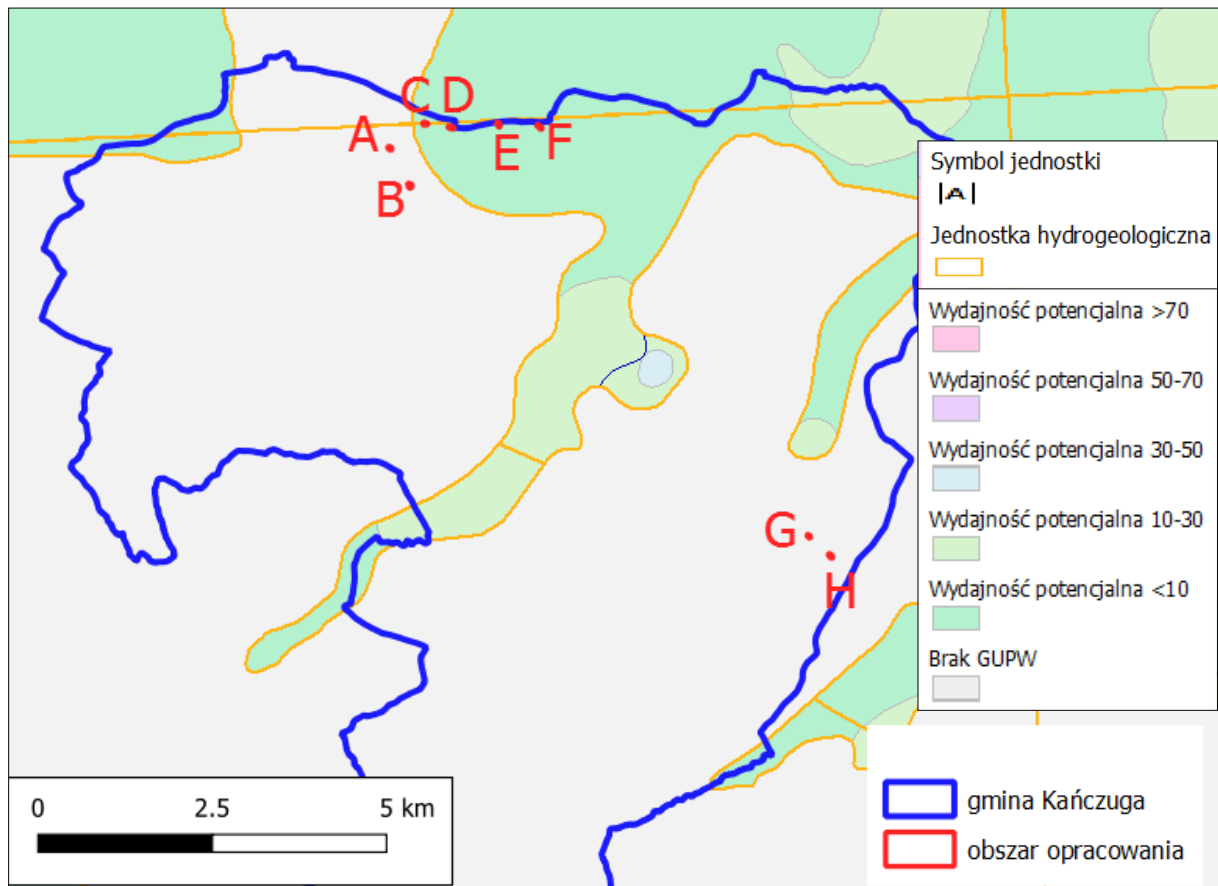 C D
A
E F
B
G
H
Symbol jednostki
|A|
Jednostka hydrogeologiczna
Wydajność potencjalna >70
Wydajność potencjalna 50-70
Wydajność potencjalna 30-50
Wydajność potencjalna 10-30
Wydajność potencjalna <10
Brak GUPW
0 2.5 5 km
gmina Kańczuga
obszar opracowania